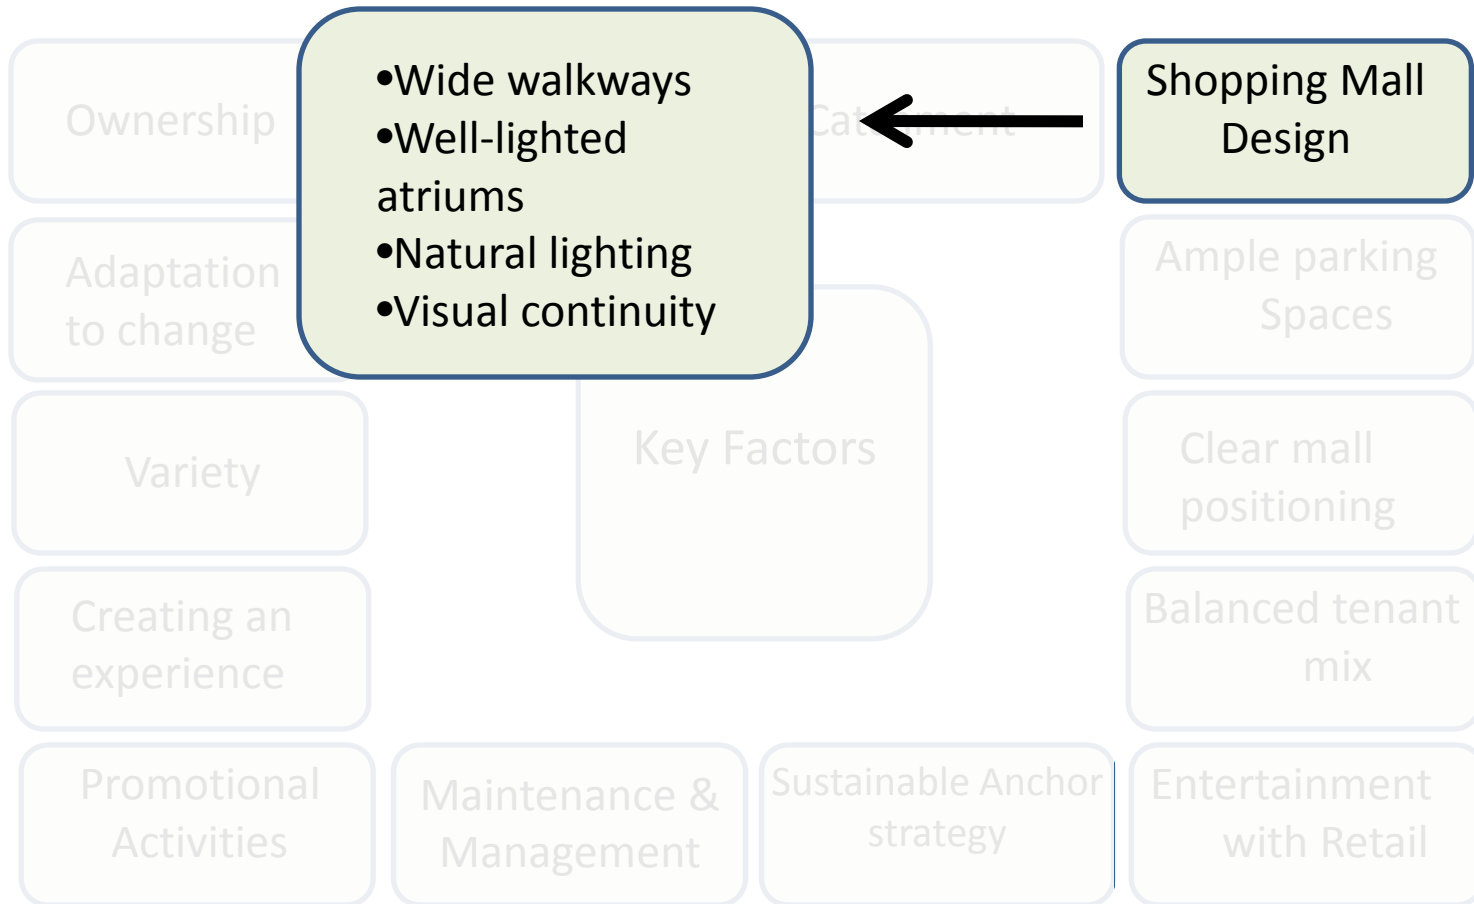 Ownership
•Wide walkways
•Well-lighted
atriums
•Natural lighting
•Visual continuity
Catchment
Shopping Mall
Design
Adaptation
to change
Ample parking
Spaces
Variety
Key Factors
Clear mall
positioning
Creating an
experience
Balanced tenant
mix
Promotional
Activities
Maintenance &
Management
Sustainable Anchor
strategy
Entertainment
with Retail